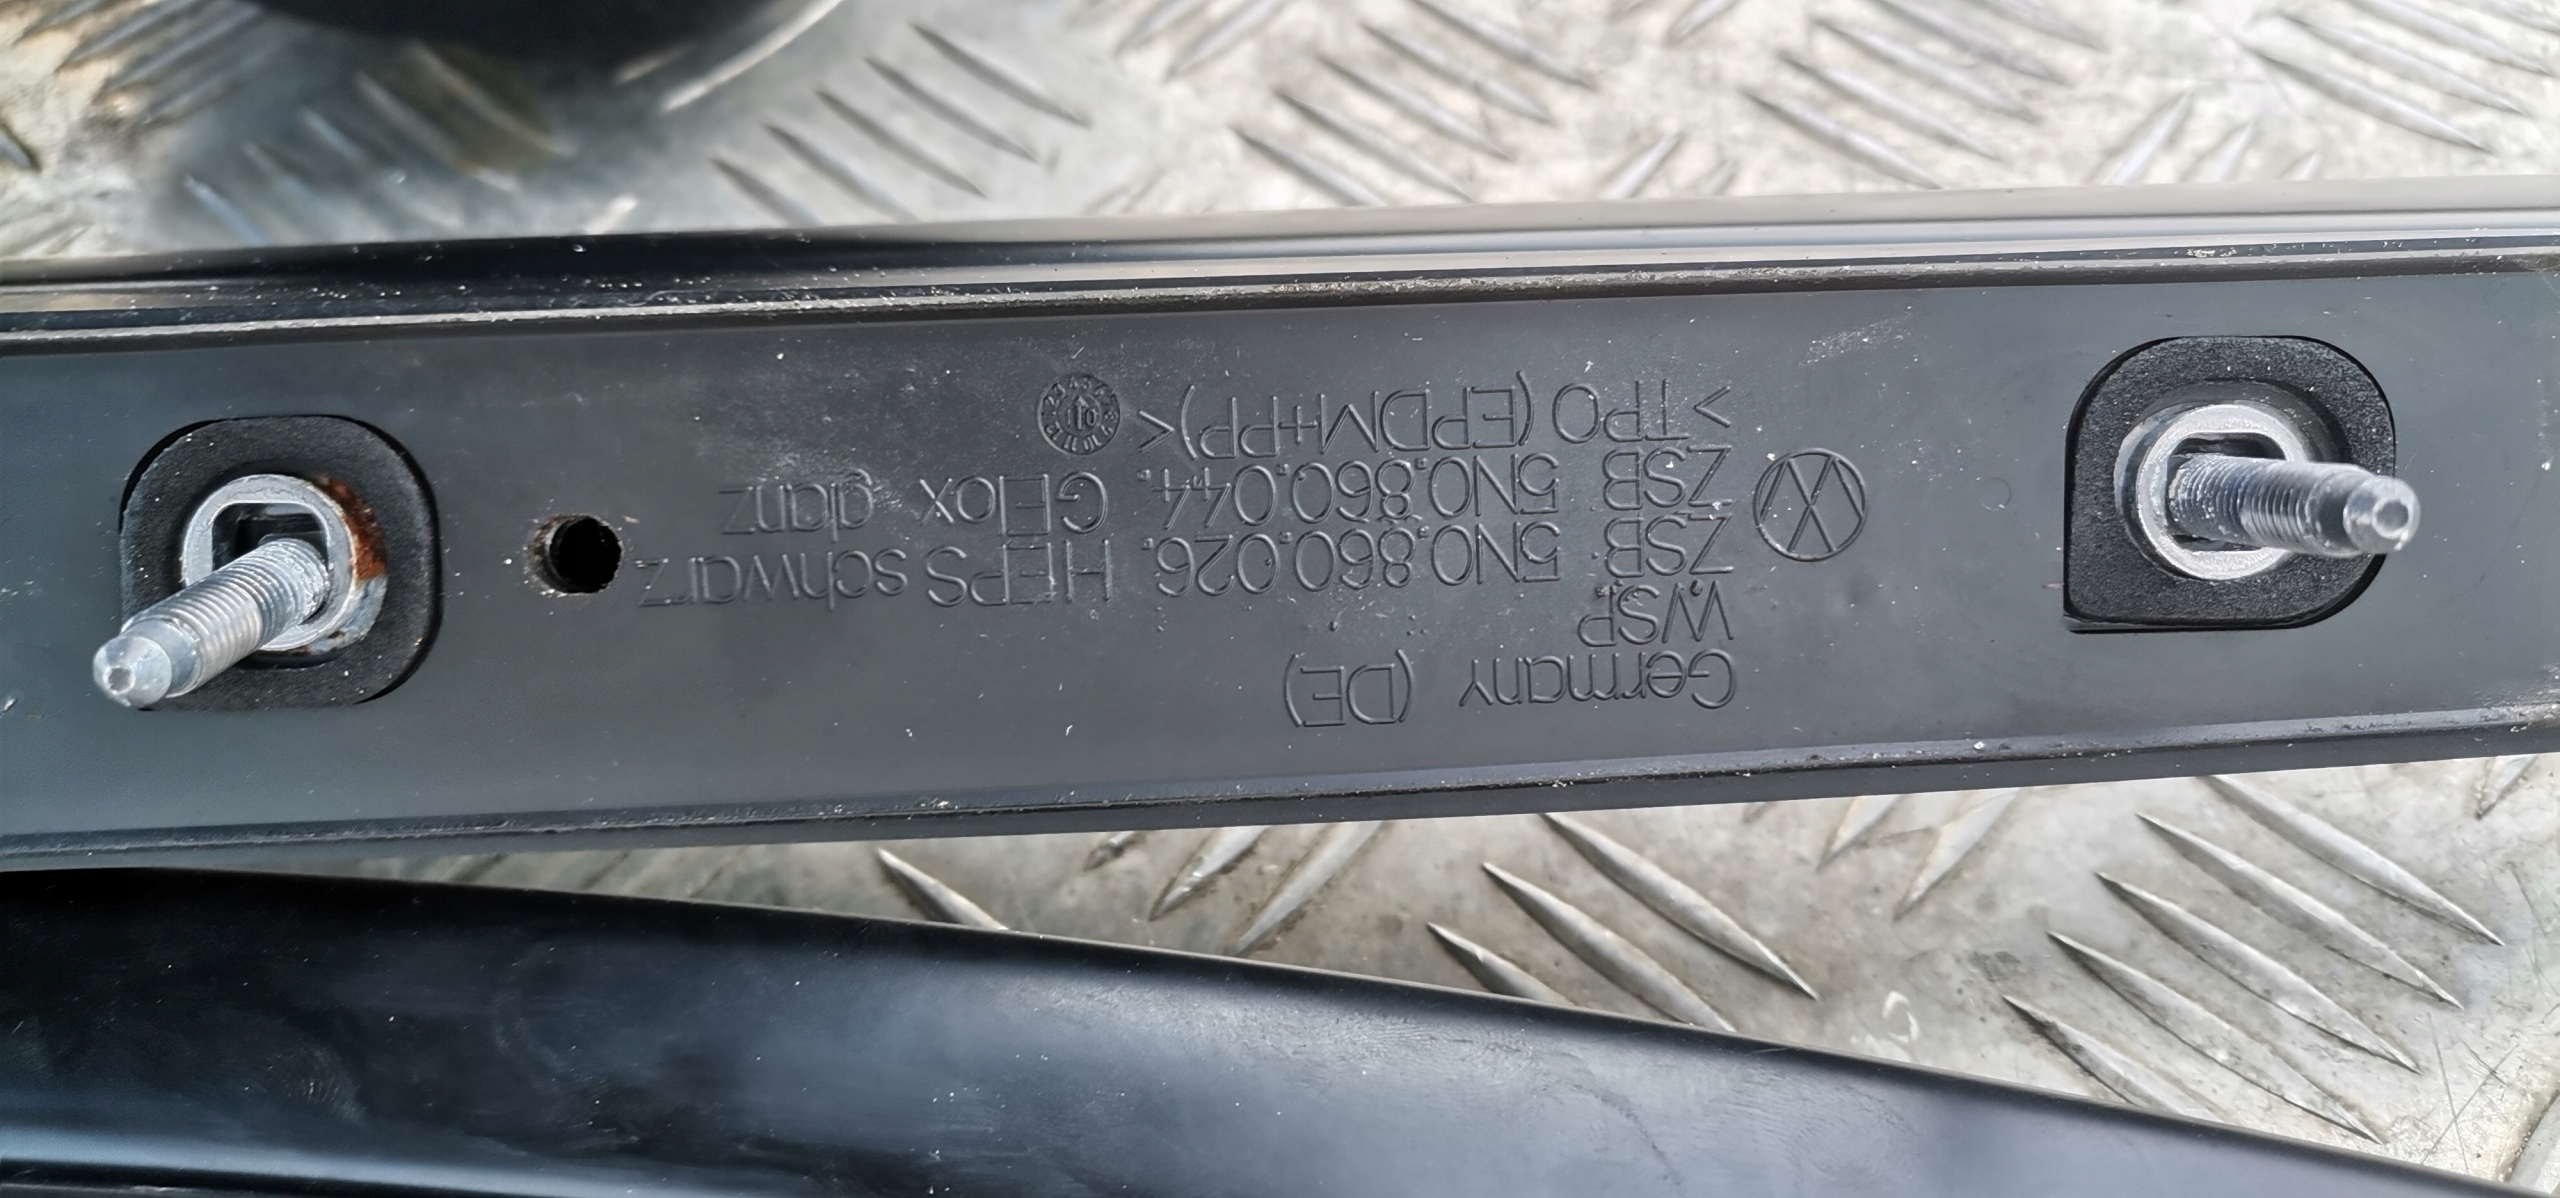 Germany (DE)
WSP
ZSB 5N0.860.026. HEPS schwarz
ZSB 5N0.860.044. GElox glanz
>TPO (EPDM+PP)<